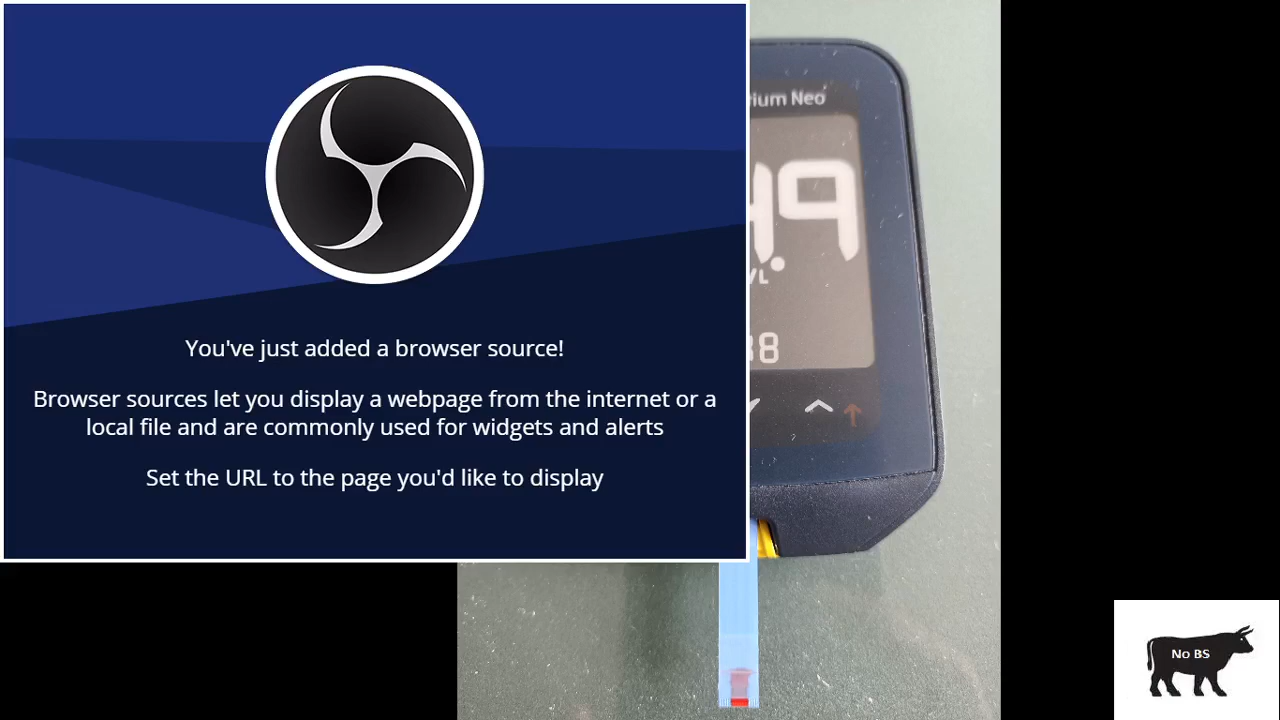 You've just added a browser source!
Browser sources let you display a webpage from the internet or a
local file and are commonly used for widgets and alerts
Set the URL to the page you'd like to display
Neo
No BS